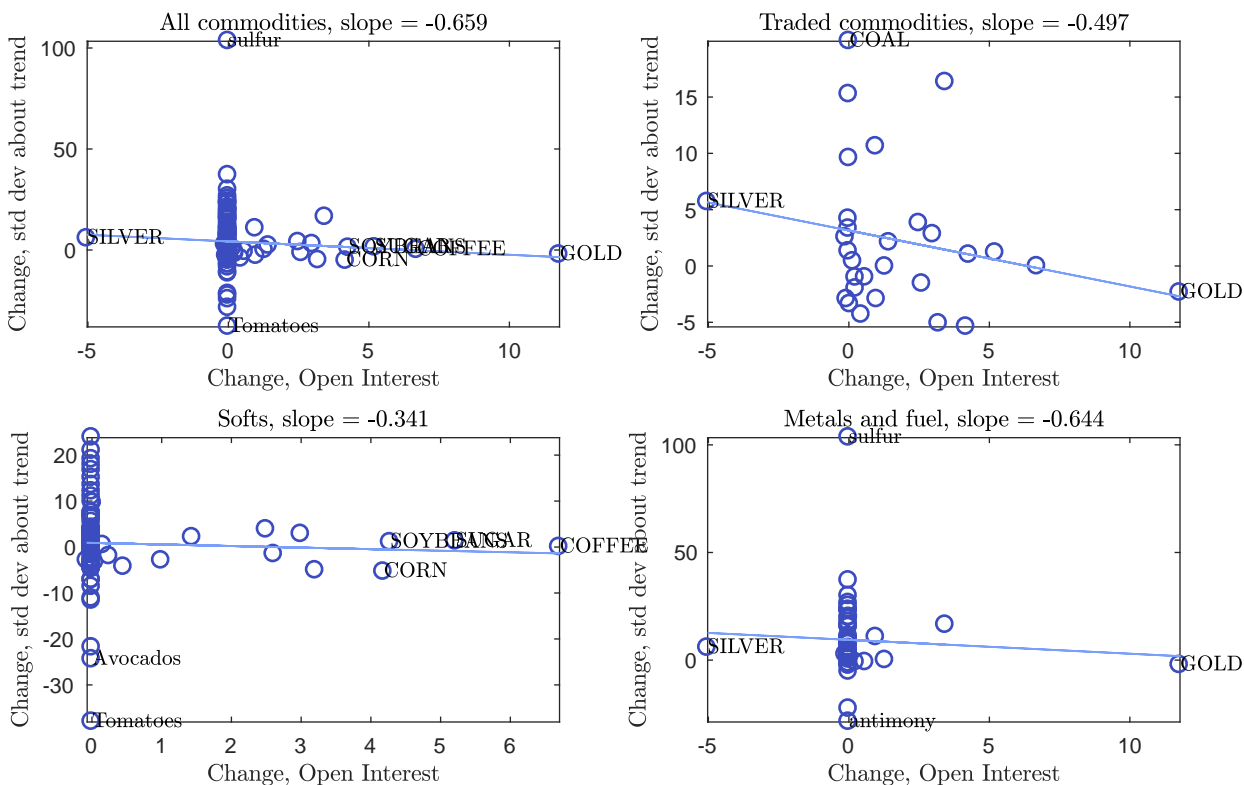 All commodities, slope = -0.659
Change, std dev about trend
100
50
0
-5
0
5
10
sulfur
SILVER
SOYBEANS
SUGAR
COFFEE
CORN
GOLD
Tomatoes
Change, Open Interest
Traded commodities, slope = -0.497
Change, std dev about trend
15
10
5
0
-5
-5
0
5
10
COAL
SILVER
GOLD
Change, Open Interest
Softs, slope = -0.341
Change, std dev about trend
20
10
0
-10
-20
-30
0
1
2
3
4
5
6
SOYBEANS
SUGAR
COFFEE
CORN
Avocados
Tomatoes
Change, Open Interest
Metals and fuel, slope = -0.644
Change, std dev about trend
100
50
0
-5
0
5
10
sulfur
SILVER
GOLD
antimony
Change, Open Interest